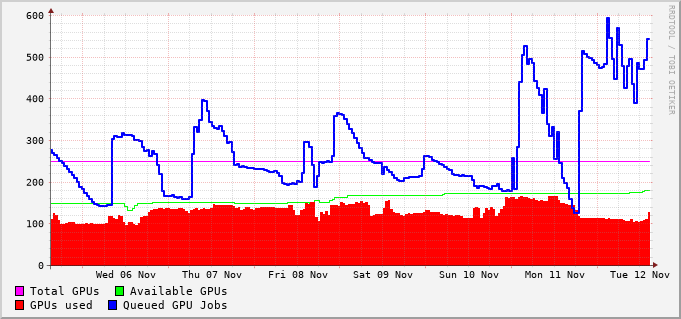 600
500
400
300
200
100
0
Wed 06 Nov Thu 07 Nov Fri 08 Nov Sat 09 Nov Sun 10 Nov Mon 11 Nov Tue 12 Nov
Total GPUs Available GPUs
GPUs used Queued GPU Jobs
RRDTOOL / TOBI OETIKER